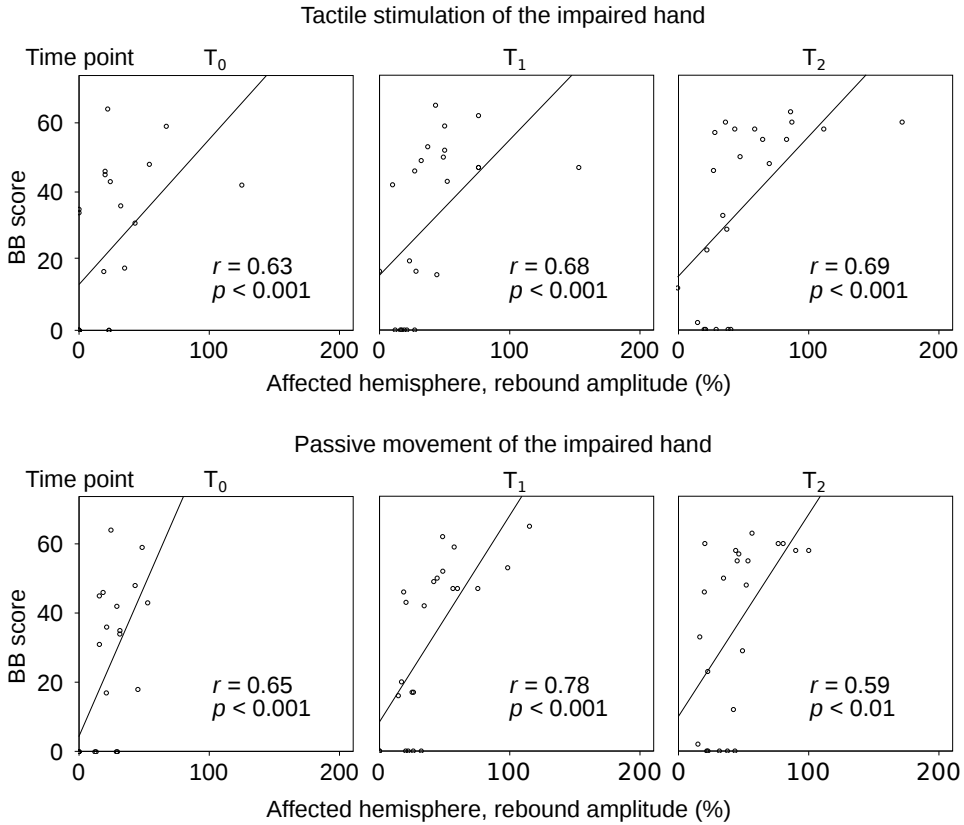 Tactile stimulation of the impaired hand
Time point T₀ T₁ T₂
BB score
60
40
20
0
r = 0.63
p < 0.001
r = 0.68
p < 0.001
r = 0.69
p < 0.001
0 100 200 0 100 200 0 100 200
Affected hemisphere, rebound amplitude (%)
Passive movement of the impaired hand
Time point T₀ T₁ T₂
BB score
60
40
20
0
r = 0.65
p < 0.001
r = 0.78
p < 0.001
r = 0.59
p < 0.01
0 100 200 0 100 200 0 100 200
Affected hemisphere, rebound amplitude (%)